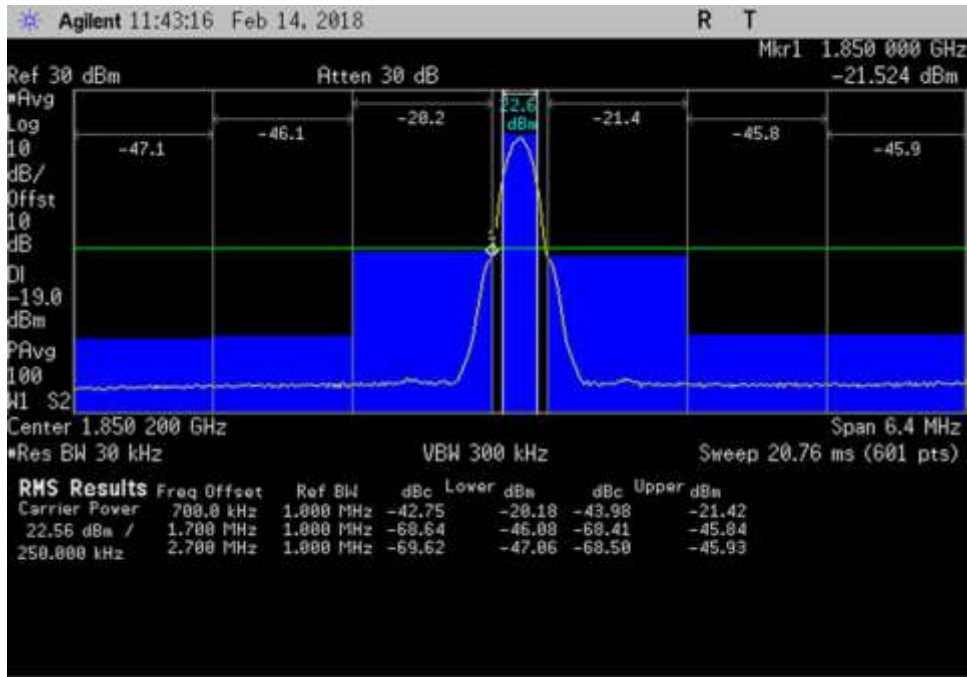 Agilent 11:43:16 Feb 14, 2018 R T
Mkr1 1.850 000 GHz
Ref 30 dBm Atten 30 dB -21.524 dBm
#Avg
Log
10
dB/
Offst
10
dB
DI
-19.0
dBm
PAvg
100
W1 S2
-47.1 -46.1 -20.2 22.6 dBm -21.4 -45.8 -45.9
Center 1.850 200 GHz Span 6.4 MHz
#Res BW 30 kHz VBW 300 kHz Sweep 20.76 ms (601 pts)
RMS Results Freq Offset Ref BW dBc Lower dBm dBc Upper dBm
Carrier Power 700.0 kHz 1.000 MHz -42.75 -20.18 -43.98 -21.42
22.56 dBm / 1.700 MHz 1.000 MHz -68.64 -46.08 -68.41 -45.84
250.000 kHz 2.700 MHz 1.000 MHz -69.62 -47.06 -68.50 -45.93